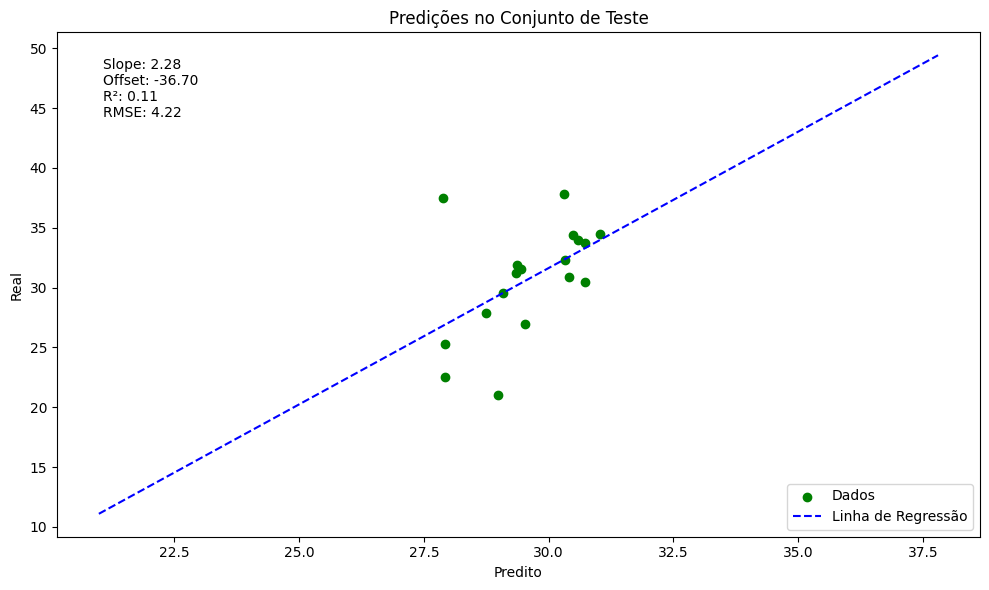 Predições no Conjunto de Teste
Slope: 2.28
Offset: -36.70
R²: 0.11
RMSE: 4.22
50
45
40
35
30
25
20
15
10
Real
22.5 25.0 27.5 30.0 32.5 35.0 37.5
Predito
Dados
Linha de Regressão